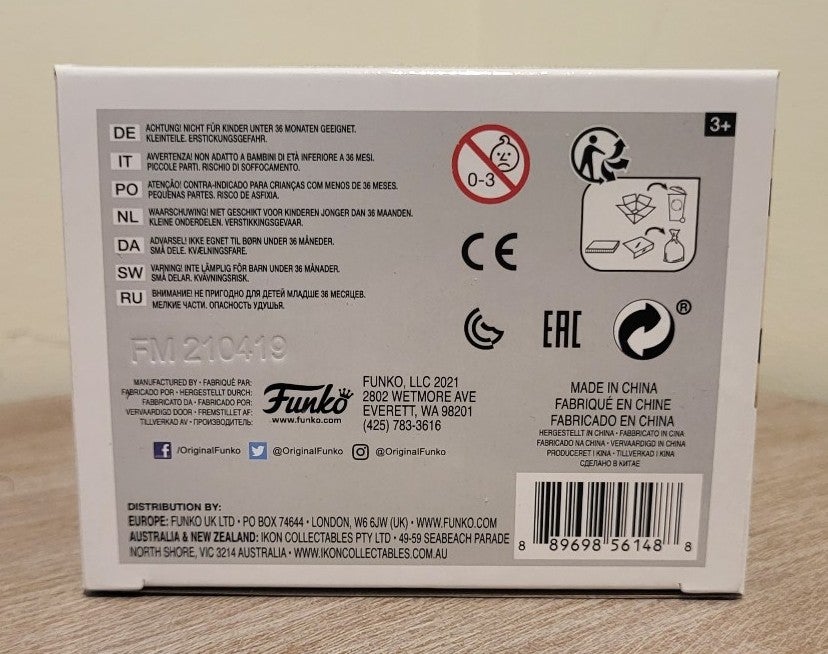 DE ACHTUNG! NICHT FÜR KINDER UNTER 36 MONATEN GEEIGNET.
KLEINTEILE. ERSTICKUNGSGEFAHR.
IT AVVERTENZA! NON ADATTO A BAMBINI DI ETÀ INFERIORE A 36 MESI.
PICCOLE PARTI. RISCHIO DI SOFFOCAMENTO.
PO ATENÇÃO! CONTRA-INDICADO PARA CRIANÇAS COM MENOS DE 36 MESES.
PEQUENAS PARTES. RISCO DE ASFIXIA.
NL WAARSCHUWING! NIET GESCHIKT VOOR KINDEREN JONGER DAN 36 MAANDEN.
KLEINE ONDERDELEN. VERSTIKKINGSGEVAAR.
DA ADVARSEL! IKKE EGNET TIL BØRN UNDER 36 MÅNEDER.
SMÅ DELE. KVÆLNINGSFARE.
SW VARNING! INTE LÄMPLIG FÖR BARN UNDER 36 MÅNADER.
SMÅ DELAR. KVÄVNINGSRISK.
RU ВНИМАНИЕ! НЕ ПРИГОДНО ДЛЯ ДЕТЕЙ МЛАДШЕ 36 МЕСЯЦЕВ.
МЕЛКИЕ ЧАСТИ. ОПАСНОСТЬ УДУШЬЯ.
0-3
3+
CE
EAC
®
FM 210419
MANUFACTURED BY • FABRIQUÉ PAR:
FABRICADO POR • HERGESTELLT DURCH:
FABBRICATO DA • FABRICADO POR:
VERVAARDIGD DOOR • FREMSTILLET AF:
TILLVERKAD AV • ПРОИЗВОДИТЕЛЬ:
Funko
www.funko.com
FUNKO, LLC 2021
2802 WETMORE AVE
EVERETT, WA 98201
(425) 783-3616
MADE IN CHINA
FABRIQUÉ EN CHINE
FABRICADO EN CHINA
HERGESTELLT IN CHINA • FABBRICATO IN CINA
FABRICADO NA CHINA • VERVAARDIGD IN CHINA
PRODUCERET I KINA • TILLVERKAD I KINA
СДЕЛАНО В КИТАЕ
f /OriginalFunko @OriginalFunko @OriginalFunko
DISTRIBUTION BY:
EUROPE: FUNKO UK LTD • PO BOX 74644 • LONDON, W6 6JW (UK) • WWW.FUNKO.COM
AUSTRALIA & NEW ZEALAND: IKON COLLECTABLES PTY LTD • 49-59 SEABEACH PARADE
NORTH SHORE, VIC 3214 AUSTRALIA • WWW.IKONCOLLECTABLES.COM.AU
8 89698 56148 8